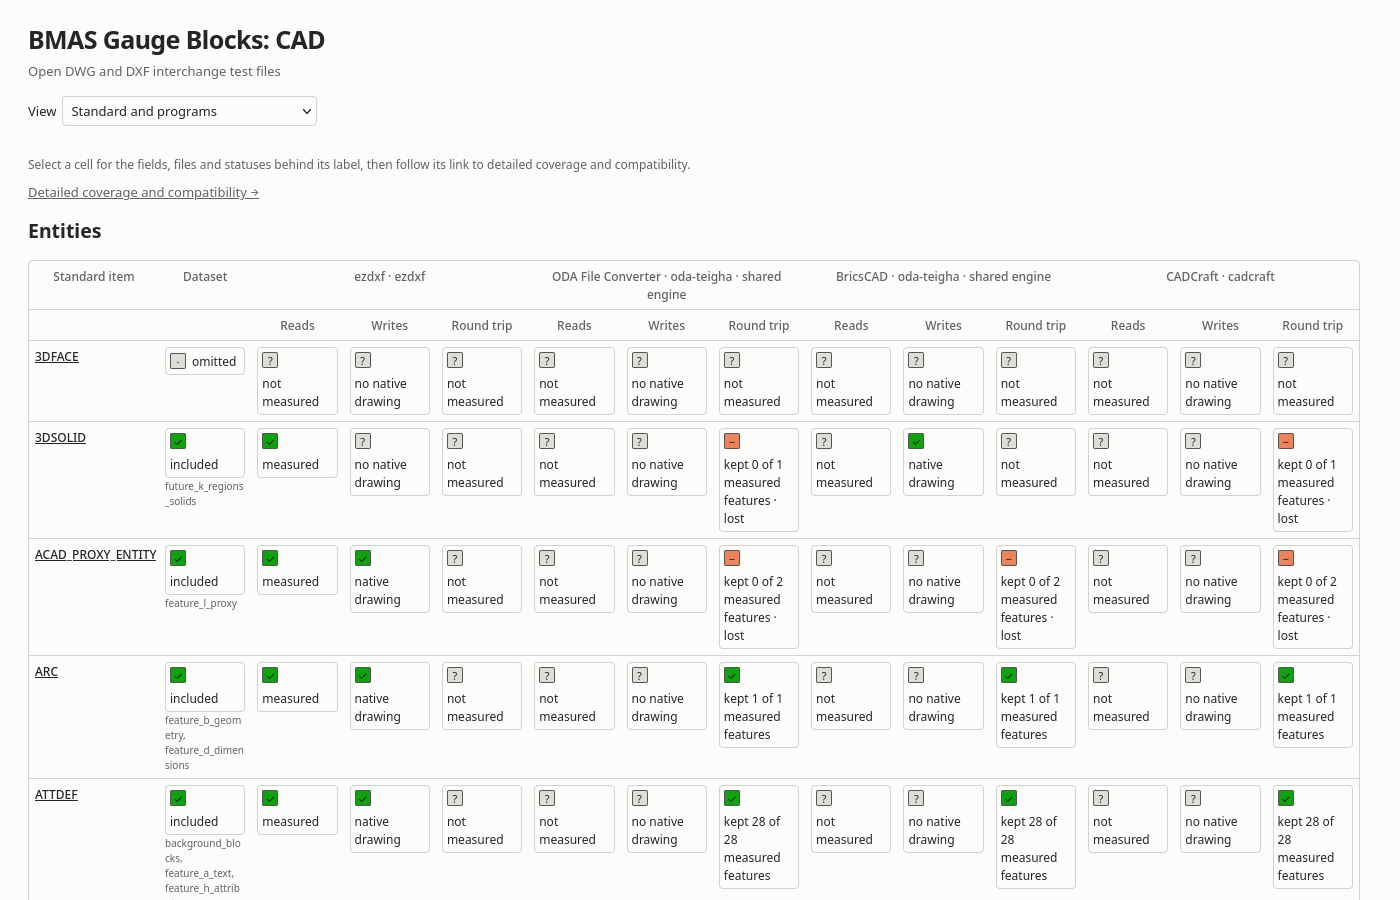 BMAS Gauge Blocks: CAD
Open DWG and DXF interchange test files
View Standard and programs
Select a cell for the fields, files and statuses behind its label, then follow its link to detailed coverage and compatibility.
Detailed coverage and compatibility →
Entities
Standard item Dataset ezdxf · ezdxf ODA File Converter · oda-teigha · shared engine BricsCAD · oda-teigha · shared engine CADCraft · cadcraft
Reads Writes Round trip Reads Writes Round trip Reads Writes Round trip Reads Writes Round trip
3DFACE
· omitted
? not measured
? no native drawing
? not measured
? not measured
? no native drawing
? not measured
? not measured
? no native drawing
? not measured
? not measured
? no native drawing
? not measured
3DSOLID
✓ included
future_k_regions_solids
✓ measured
? no native drawing
? not measured
? not measured
? no native drawing
– kept 0 of 1 measured features · lost
? not measured
✓ native drawing
? not measured
? not measured
? no native drawing
– kept 0 of 1 measured features · lost
ACAD_PROXY_ENTITY
✓ included
feature_l_proxy
✓ measured
✓ native drawing
? not measured
? not measured
? no native drawing
– kept 0 of 2 measured features · lost
? not measured
? no native drawing
– kept 0 of 2 measured features · lost
? not measured
? no native drawing
– kept 0 of 2 measured features · lost
ARC
✓ included
feature_b_geometry,
feature_d_dimensions
✓ measured
✓ native drawing
? not measured
? not measured
? no native drawing
✓ kept 1 of 1 measured features
? not measured
? no native drawing
✓ kept 1 of 1 measured features
? not measured
? no native drawing
✓ kept 1 of 1 measured features
ATTDEF
✓ included
background_blocks,
feature_a_text,
feature_h_attrib
✓ measured
✓ native drawing
? not measured
? not measured
? no native drawing
✓ kept 28 of 28 measured features
? not measured
? no native drawing
✓ kept 28 of 28 measured features
? not measured
? no native drawing
✓ kept 28 of 28 measured features